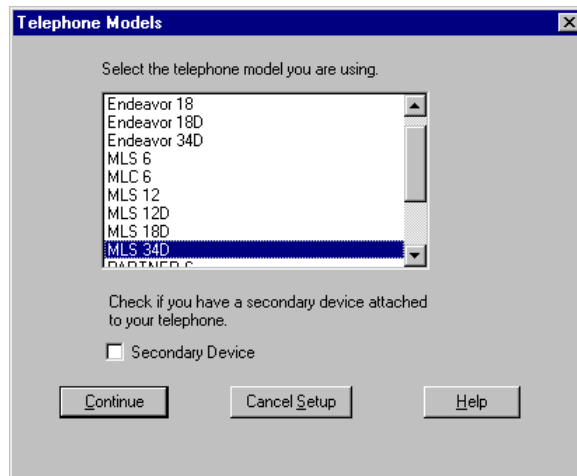 Telephone Models
Select the telephone model you are using.
Endeavor 18
Endeavor 18D
Endeavor 34D
MLS 6
MLC 6
MLS 12
MLS 12D
MLS 18D
MLS 34D
PARTNER 6
Check if you have a secondary device attached
to your telephone.
Secondary Device
Continue
Cancel Setup
Help